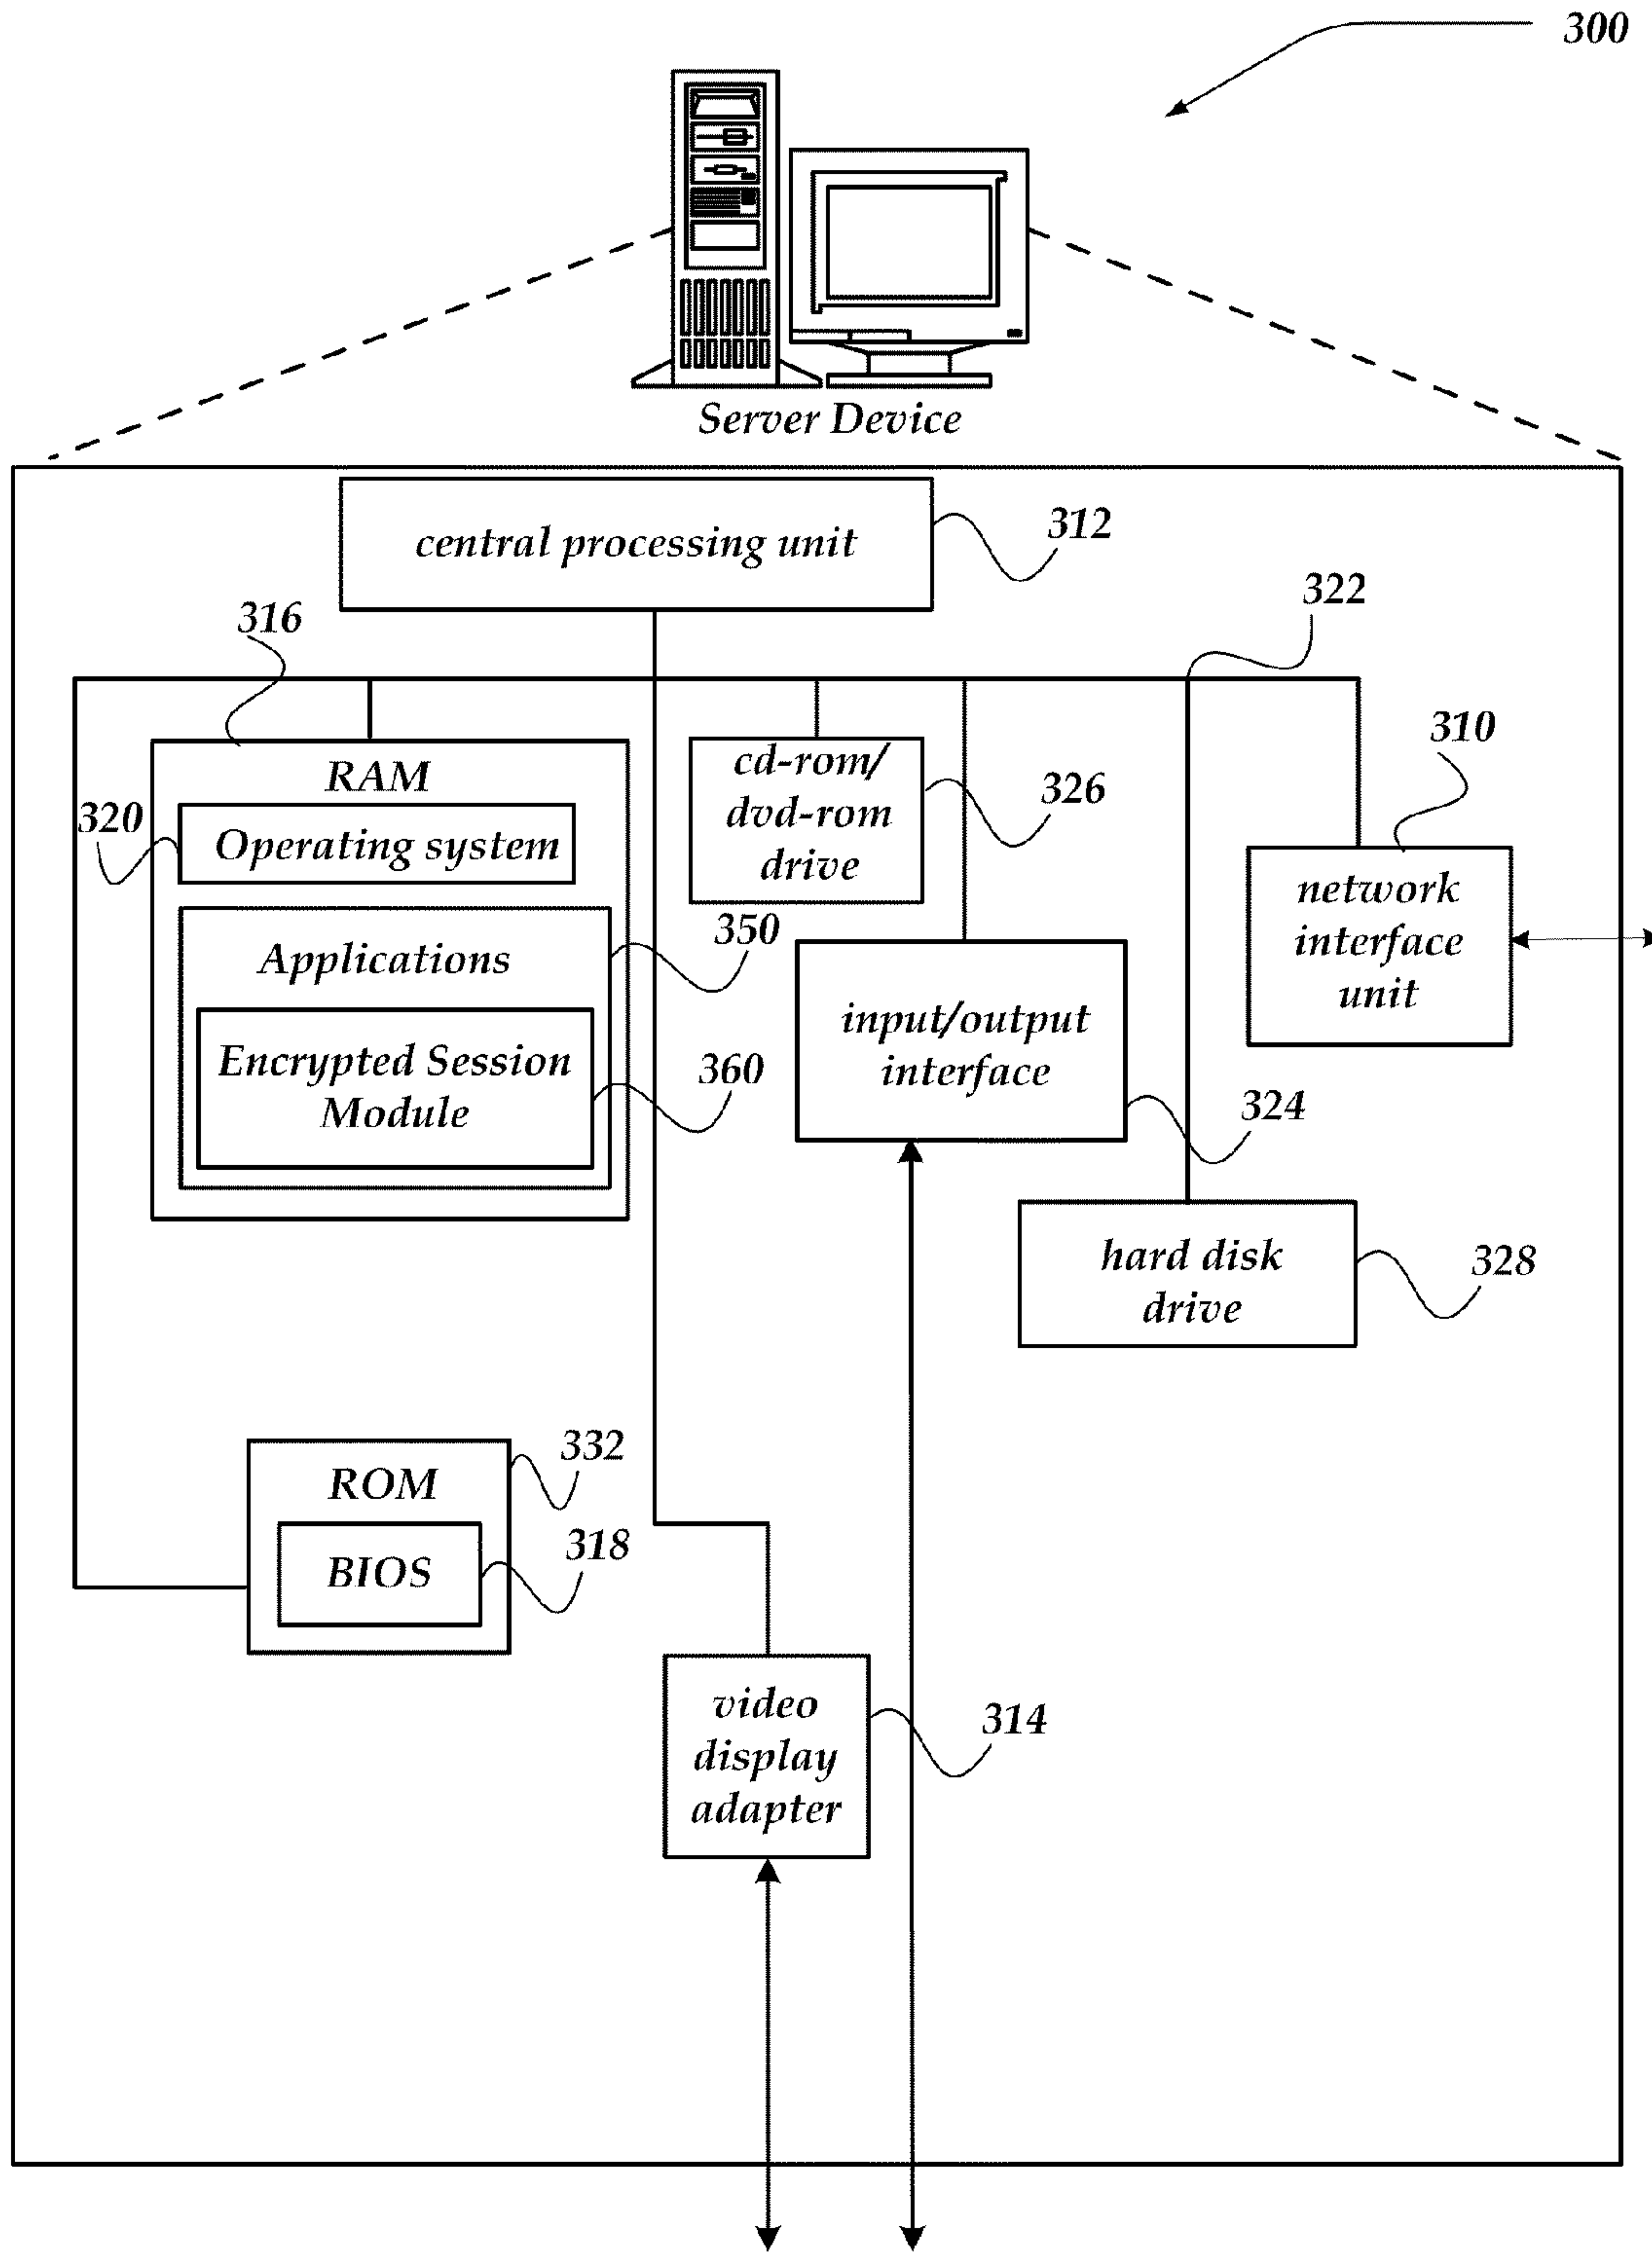 300
Server Device
central processing unit
312
322
316
310
RAM
cd-rom/
dvd-rom
drive
326
320
Operating system
network
interface
unit
350
Applications
input/output
interface
Encrypted Session
Module
360
324
hard disk
drive
328
332
ROM
318
BIOS
video
display
adapter
314